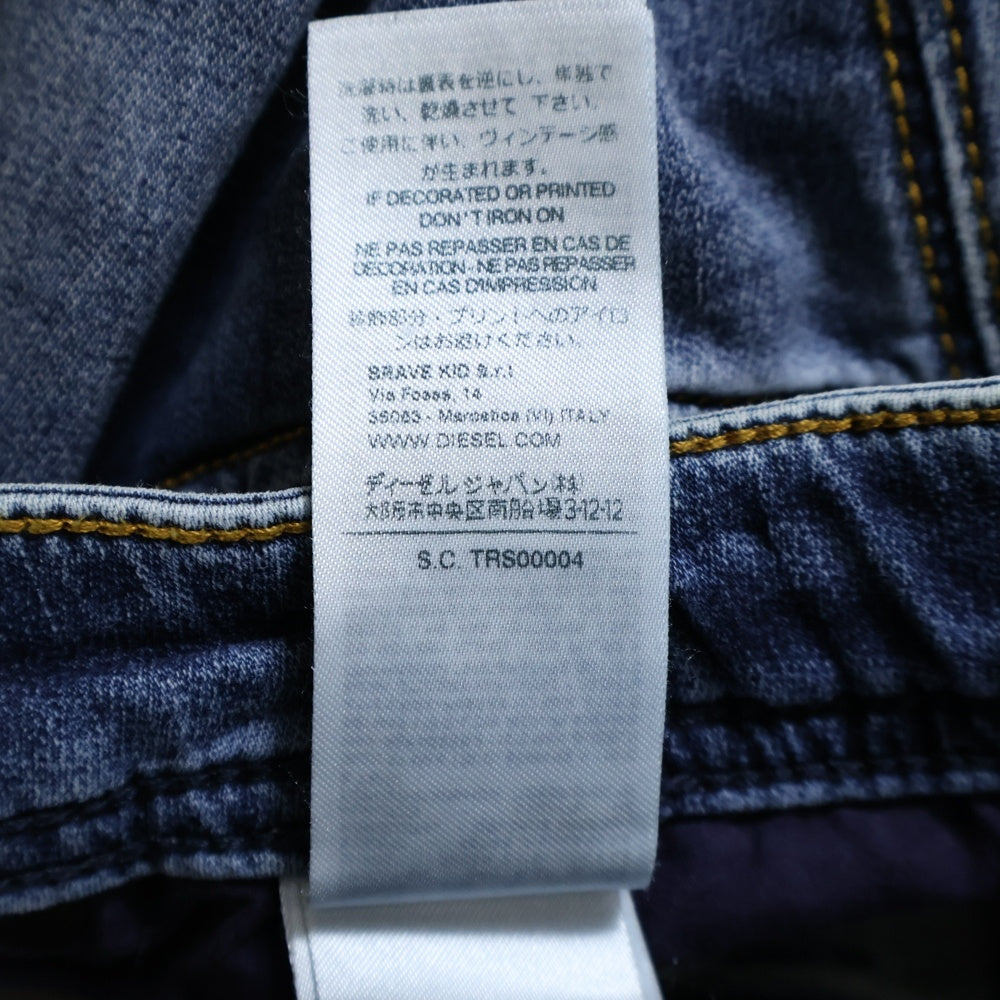 洗濯時は裏表を逆にし、単独で
洗い、乾燥させて 下さい。
ご使用に伴い、ヴィンテージ感
が生まれます。
IF DECORATED OR PRINTED
DON'T IRON ON
NE PAS REPASSER EN CAS DE
DECORATION - NE PAS REPASSER
EN CAS D'IMPRESSION
装飾部分・プリントへのアイロ
ンはお避けください。
BRAVE KID S.r.l
Via Fosse, 14
36063 - Marostica (VI) ITALY
WWW.DIESEL.COM
ディーゼルジャパン㈱
大阪市中央区南船場3-12-12
S.C. TRS00004